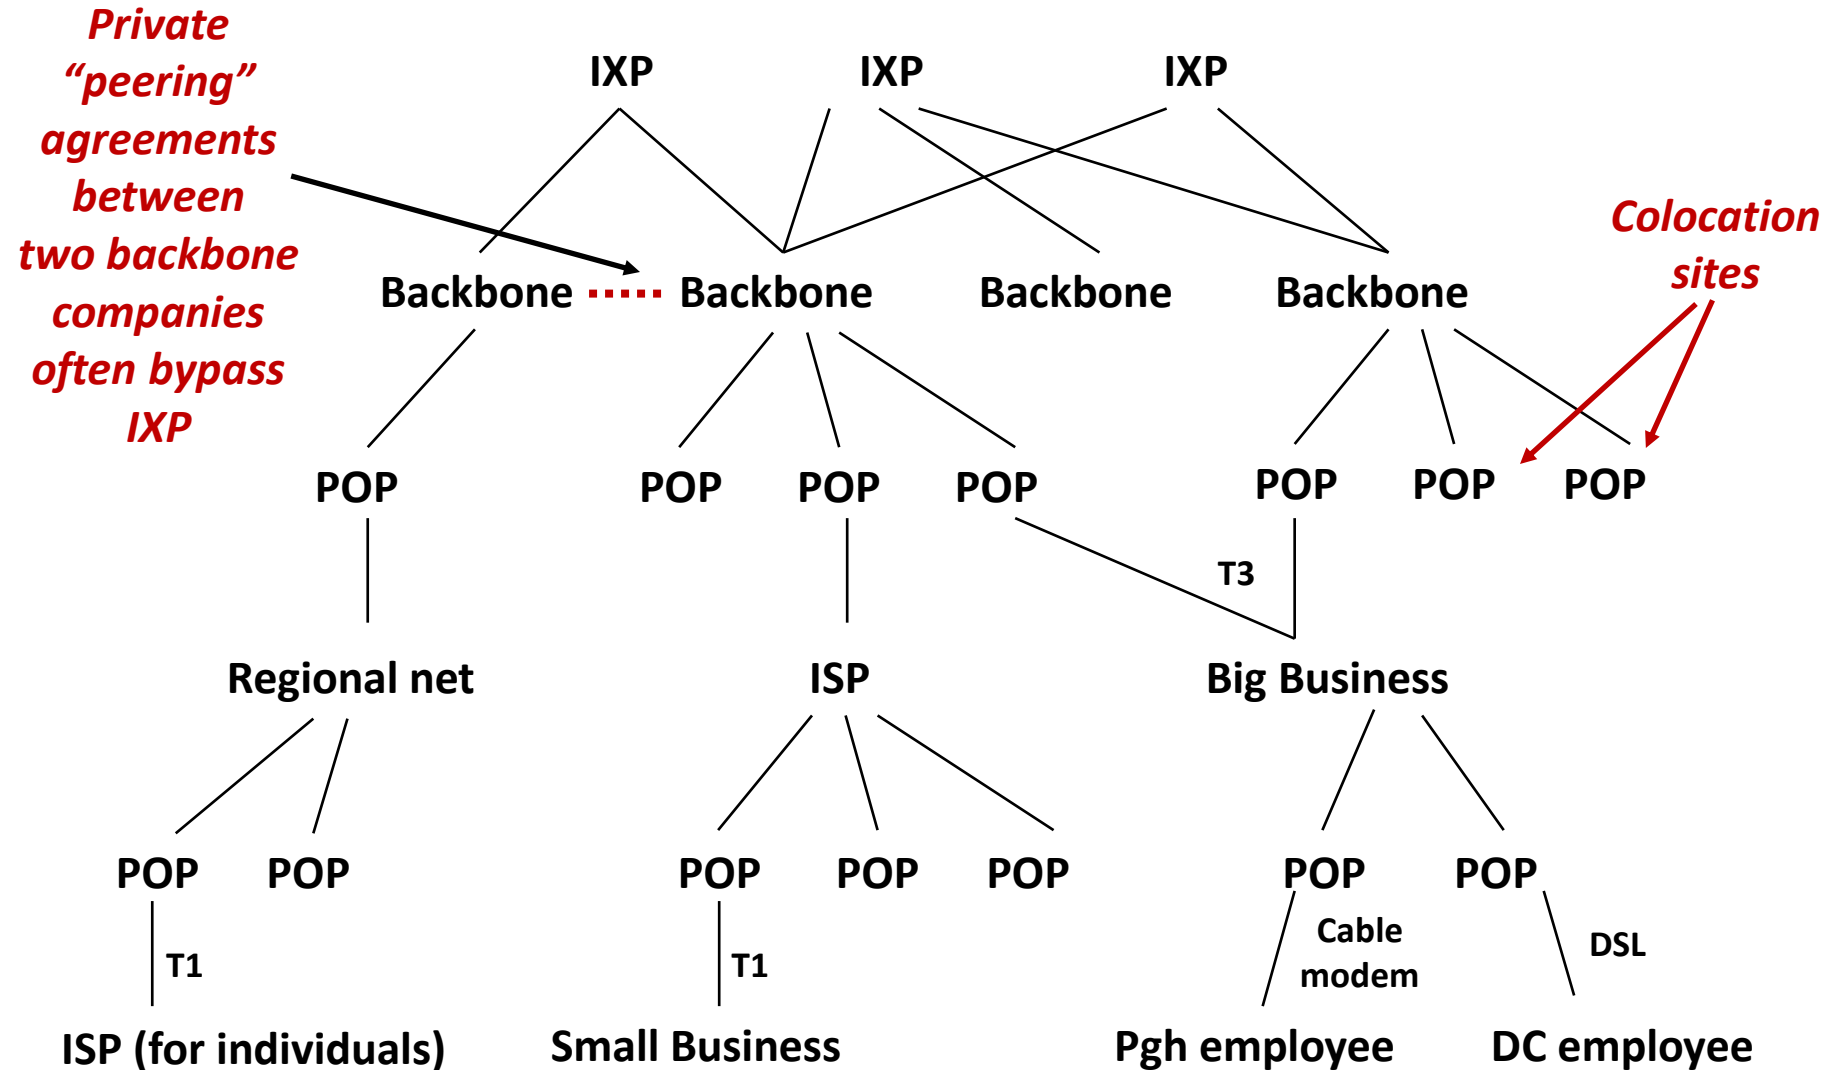 Private
“peering”
agreements
between
two backbone
companies
often bypass
IXP
IXP IXP IXP
Colocation
sites
Backbone Backbone Backbone Backbone
POP POP POP POP POP POP POP
T3
Regional net ISP Big Business
POP POP POP POP POP POP POP
Cable
modem
DSL
T1 T1
ISP (for individuals) Small Business Pgh employee DC employee